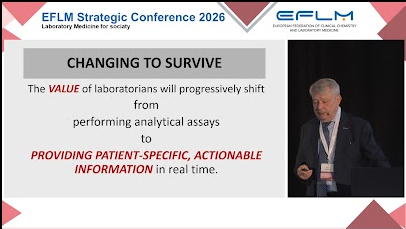 EFLM Strategic Conference 2026
Laboratory Medicine for society
EFLM
EUROPEAN FEDERATION OF CLINICAL CHEMISTRY
AND LABORATORY MEDICINE
CHANGING TO SURVIVE
The VALUE of laboratorians will progressively shift
from
performing analytical assays
to
PROVIDING PATIENT-SPECIFIC, ACTIONABLE
INFORMATION in real time.